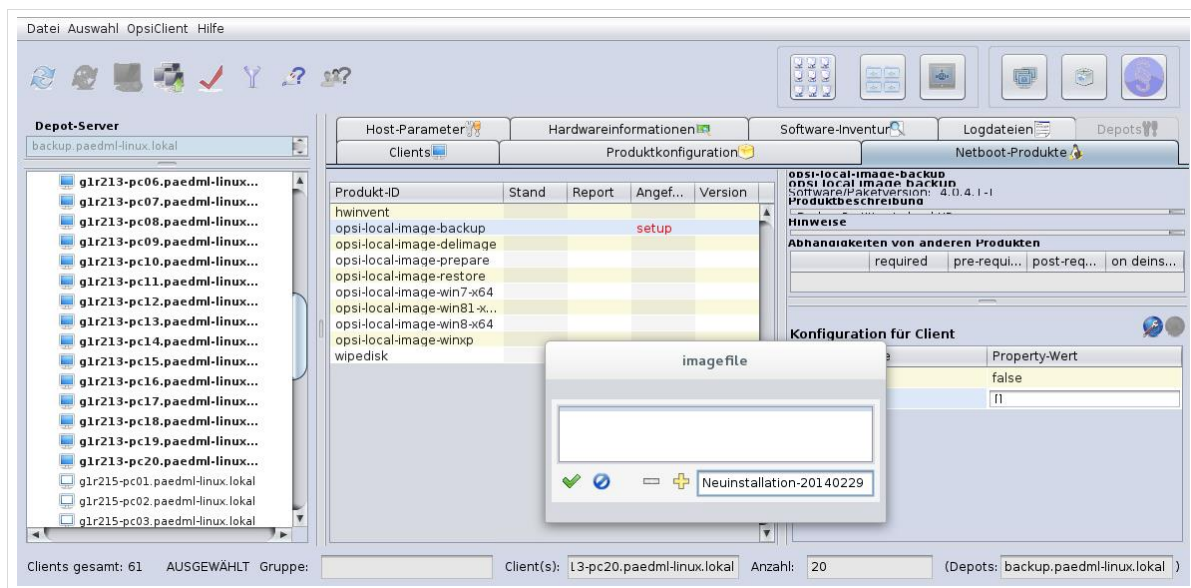 Datei Auswahl OpsiClient Hilfe
Depot-Server
backup.paedml-linux.lokal
g1r213-pc06.paedml-linux...
g1r213-pc07.paedml-linux...
g1r213-pc08.paedml-linux...
g1r213-pc09.paedml-linux...
g1r213-pc10.paedml-linux...
g1r213-pc11.paedml-linux...
g1r213-pc12.paedml-linux...
g1r213-pc13.paedml-linux...
g1r213-pc14.paedml-linux...
g1r213-pc15.paedml-linux...
g1r213-pc16.paedml-linux...
g1r213-pc17.paedml-linux...
g1r213-pc18.paedml-linux...
g1r213-pc19.paedml-linux...
g1r213-pc20.paedml-linux...
g1r215-pc01.paedml-linux.lokal
g1r215-pc02.paedml-linux.lokal
g1r215-pc03.paedml-linux.lokal
Host-Parameter Hardwareinformationen Software-Inventur Logdateien Depots
Clients Produktkonfiguration Netboot-Produkte
Produkt-ID Stand Report Angef... Version
hwinvent
opsi-local-image-backup setup
opsi-local-image-delimage
opsi-local-image-prepare
opsi-local-image-restore
opsi-local-image-win7-x64
opsi-local-image-win81-x...
opsi-local-image-win8-x64
opsi-local-image-winxp
wipedisk
opsi-local-image-backup
opsi local image backup
Software/Paketversion: 4.0.4.1-1
Produktbeschreibung
Hinweise
Abhängigkeiten von anderen Produkten
required pre-requi... post-req... on deins...
Konfiguration für Client
Property-Wert
false
[]
imagefile
Neuinstallation-20140229
Clients gesamt: 61 AUSGEWÄHLT Gruppe: Client(s): 13-pc20.paedml-linux.lokal Anzahl: 20 (Depots: backup.paedml-linux.lokal )